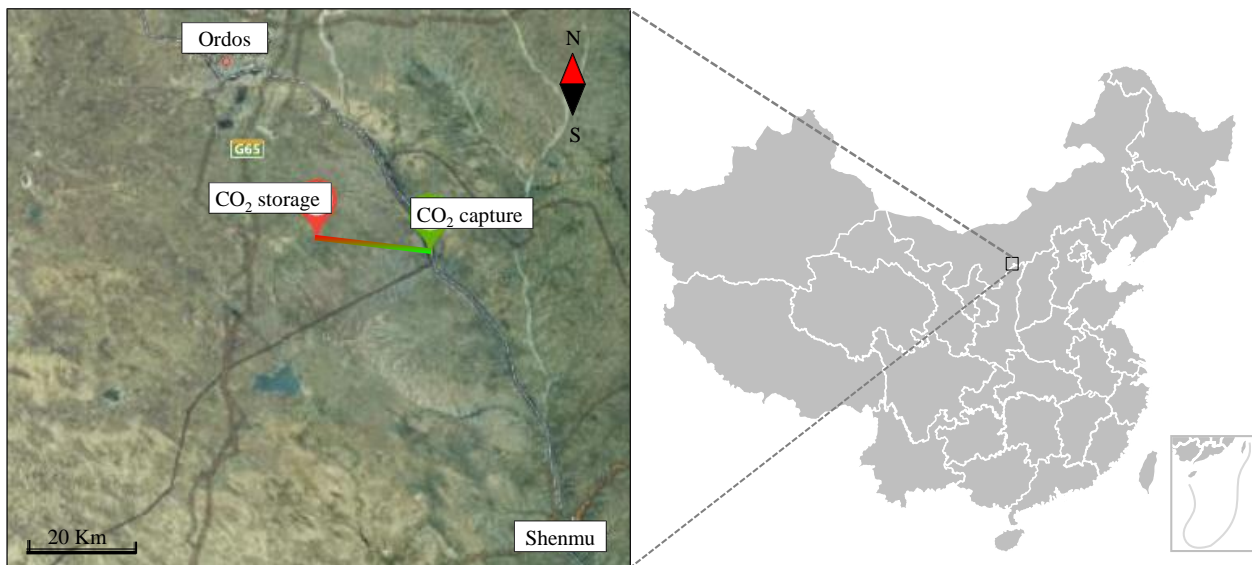 Ordos
N
S
G65
CO₂ storage
CO₂ capture
20 Km
Shenmu